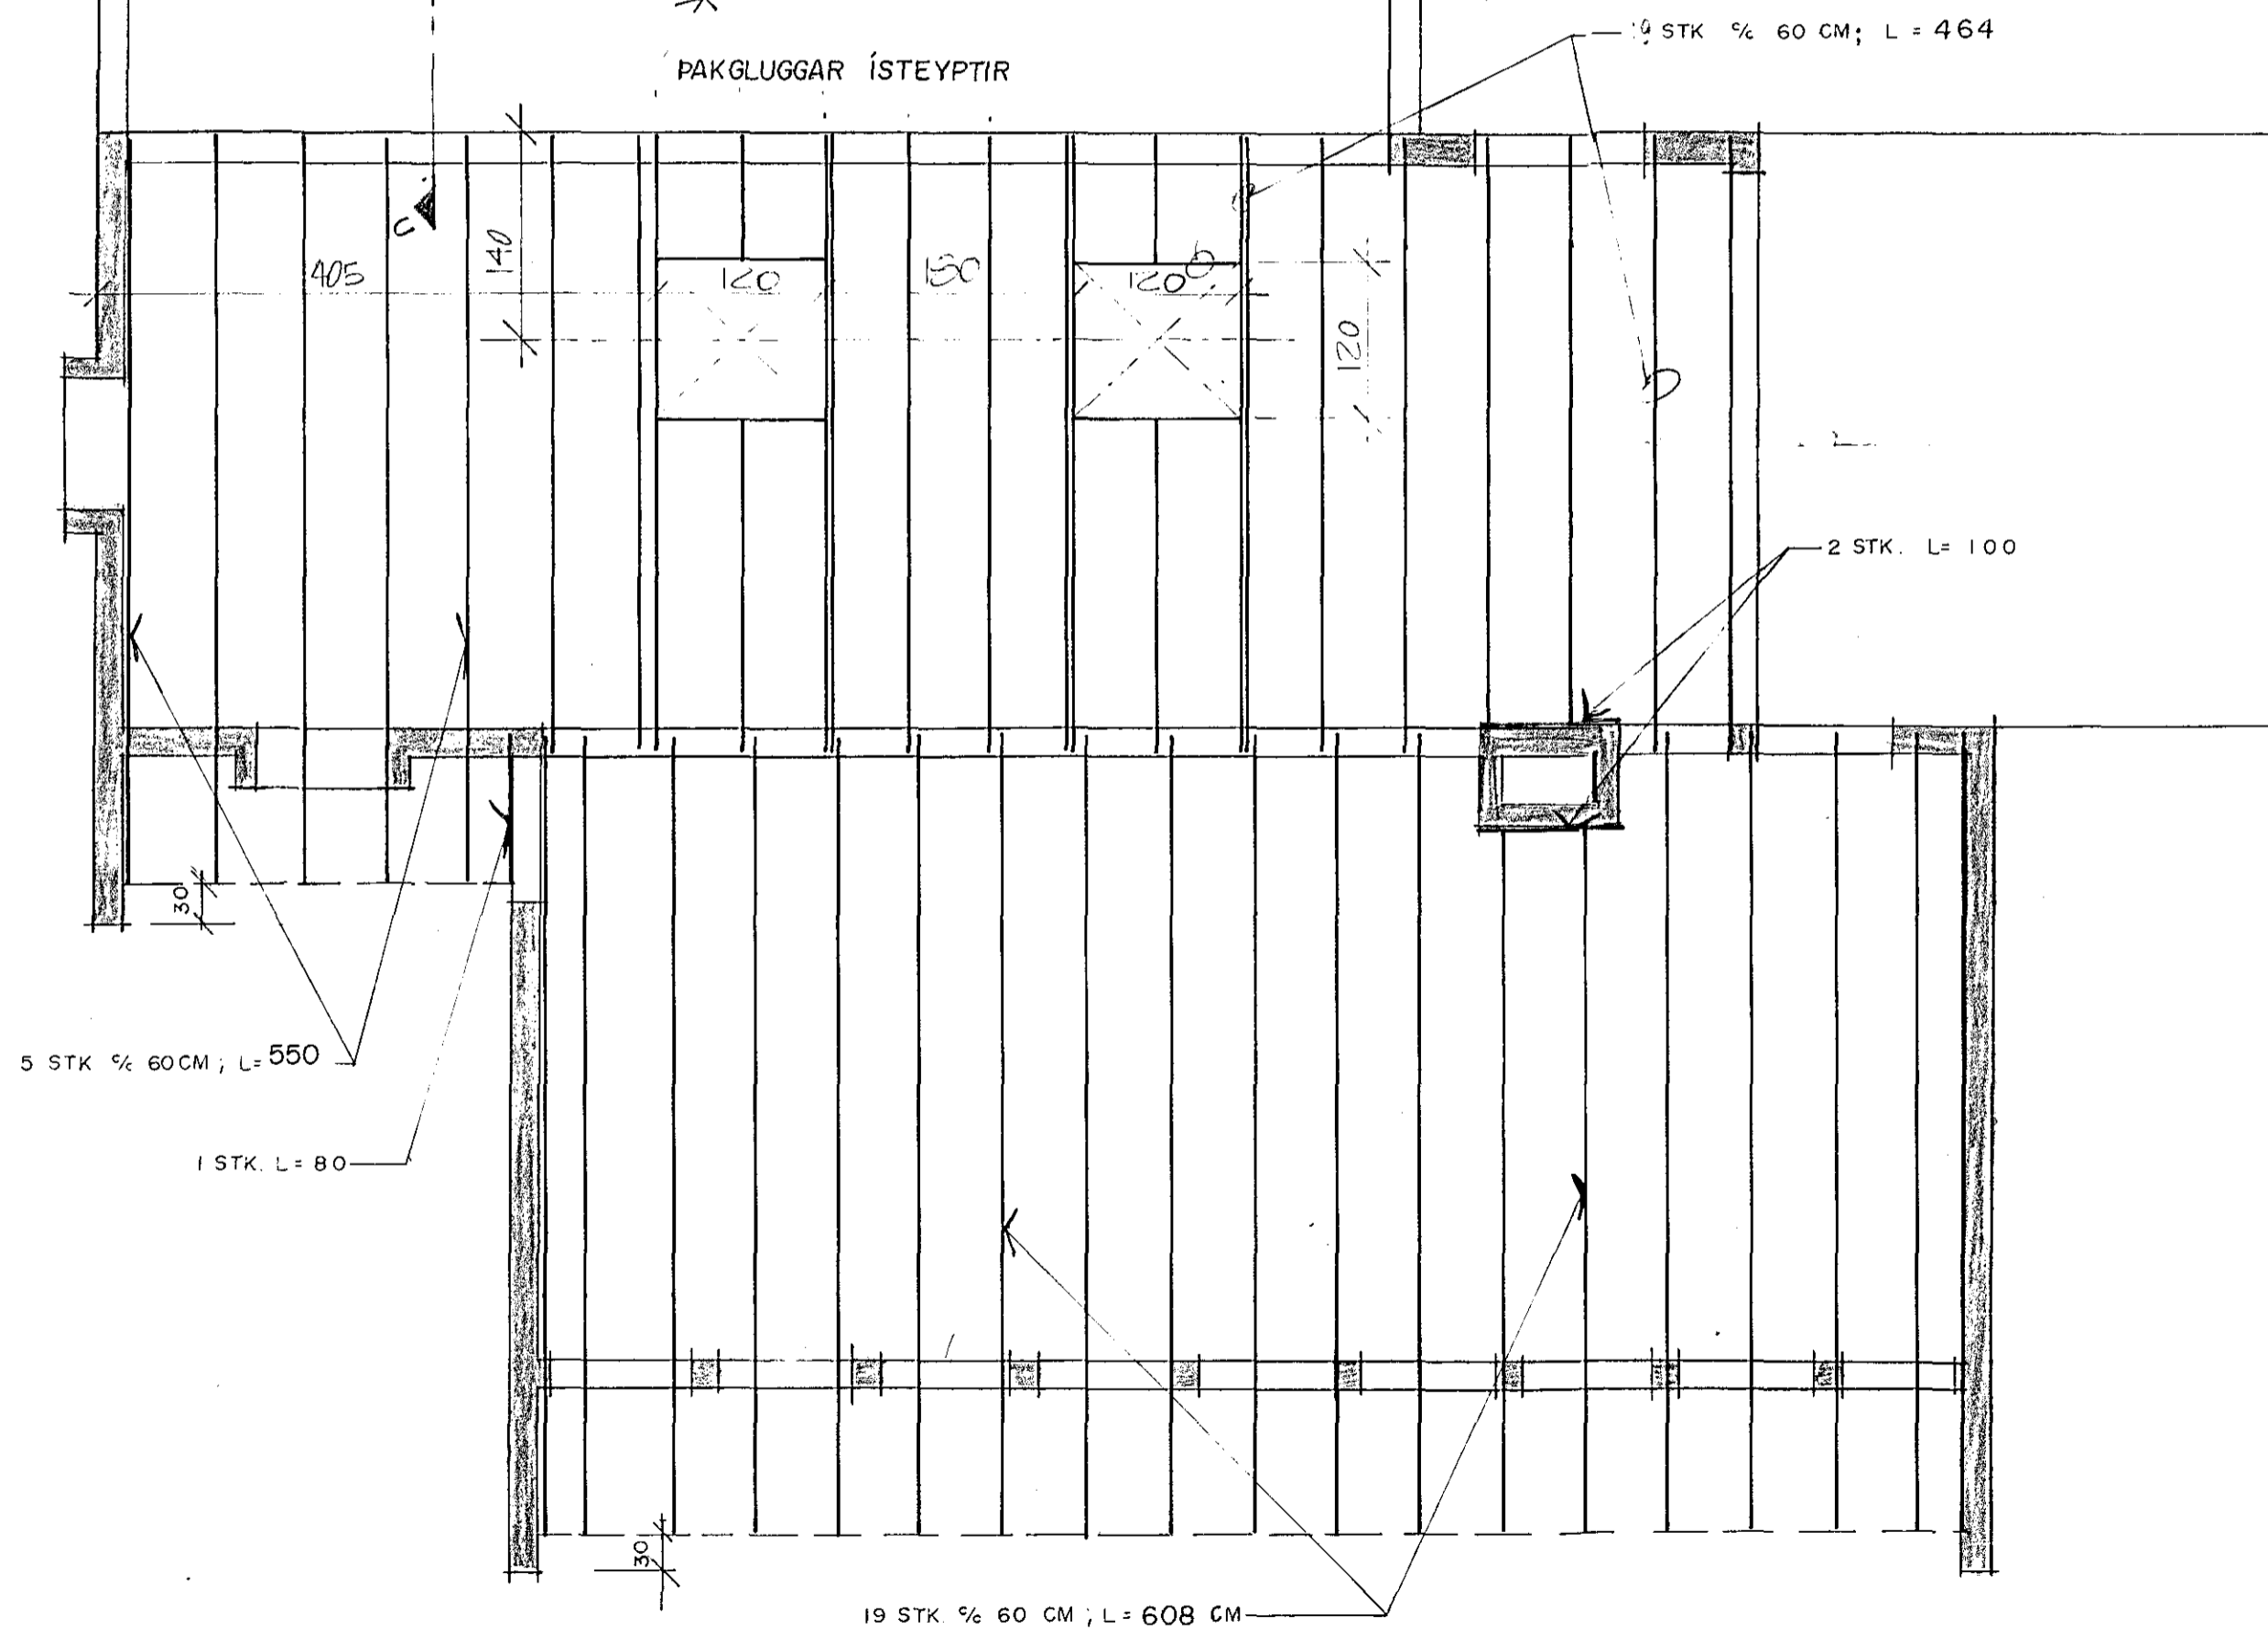 19 STK c/c 60 CM; L = 464
ÞAKGLUGGAR ÍSTEYPTIR
140
405
120
150
120
120
2 STK. L= 100
30
5 STK c/c 60CM; L= 550
1 STK. L= 80
30
19 STK. c/c 60 CM; L= 608 CM